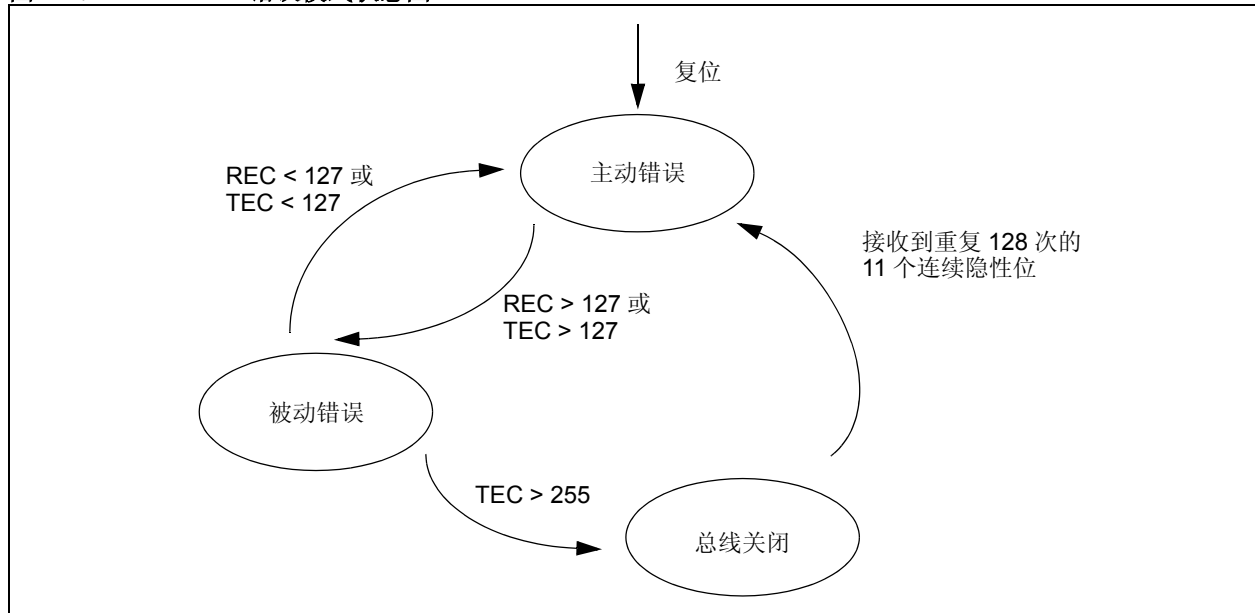 复位
主动错误
REC < 127 或
TEC < 127
接收到重复 128 次的
11 个连续隐性位
REC > 127 或
TEC > 127
被动错误
TEC > 255
总线关闭